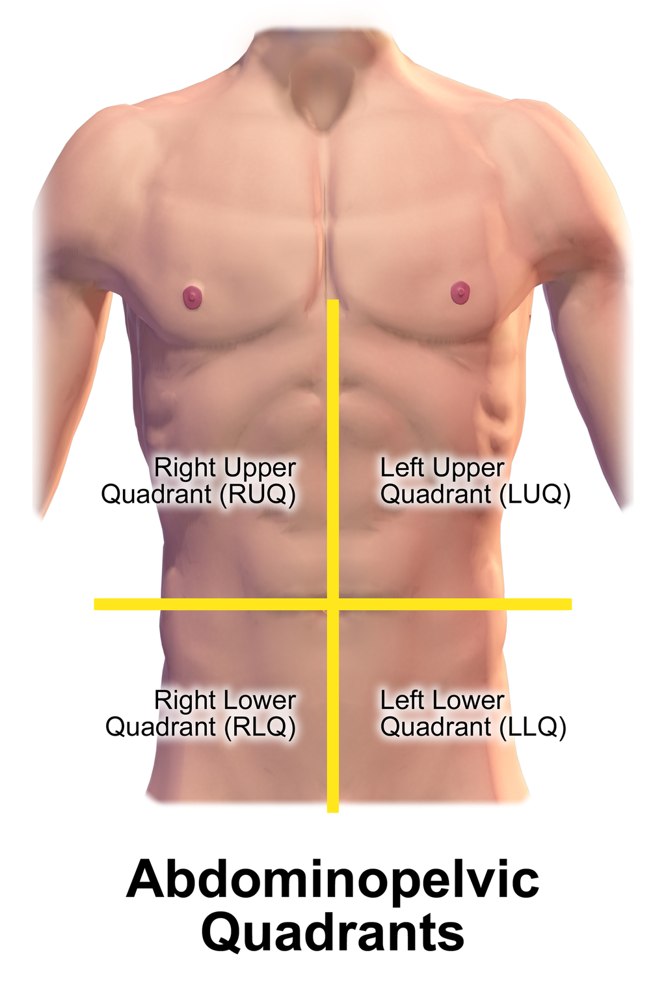 Right Upper
Quadrant (RUQ)
Left Upper
Quadrant (LUQ)
Right Lower
Quadrant (RLQ)
Left Lower
Quadrant (LLQ)
Abdominopelvic
Quadrants